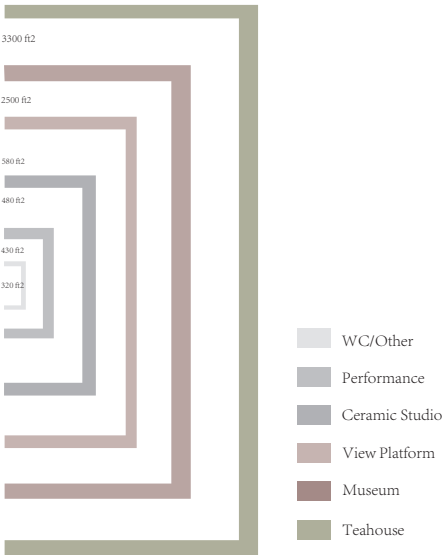 3300 ft2
2500 ft2
580 ft2
480 ft2
430 ft2
320 ft2
WC/Other
Performance
Ceramic Studio
View Platform
Museum
Teahouse